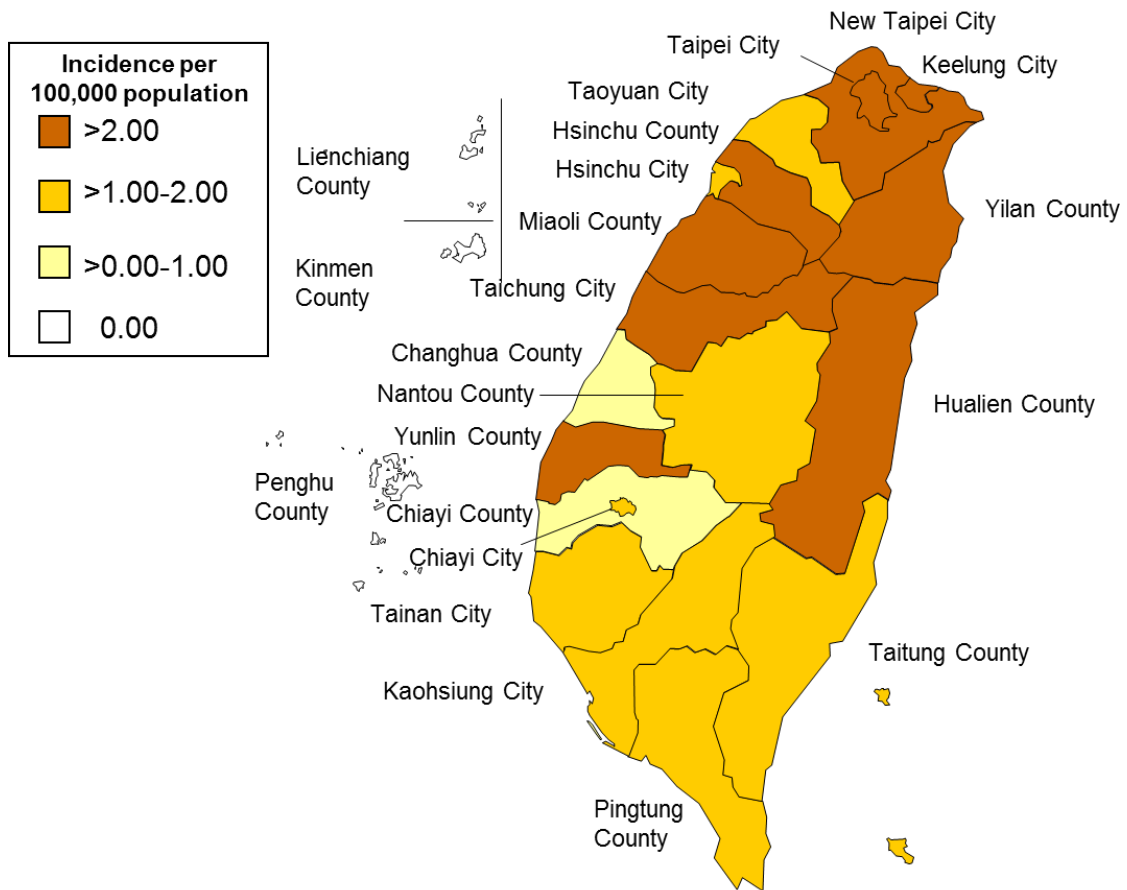 Incidence per
100,000 population
>2.00
>1.00-2.00
>0.00-1.00
0.00
New Taipei City
Taipei City
Keelung City
Taoyuan City
Hsinchu County
Hsinchu City
Lienchiang
County
Miaoli County
Yilan County
Kinmen
County
Taichung City
Changhua County
Nantou County
Hualien County
Yunlin County
Penghu
County
Chiayi County
Chiayi City
Tainan City
Taitung County
Kaohsiung City
Pingtung
County